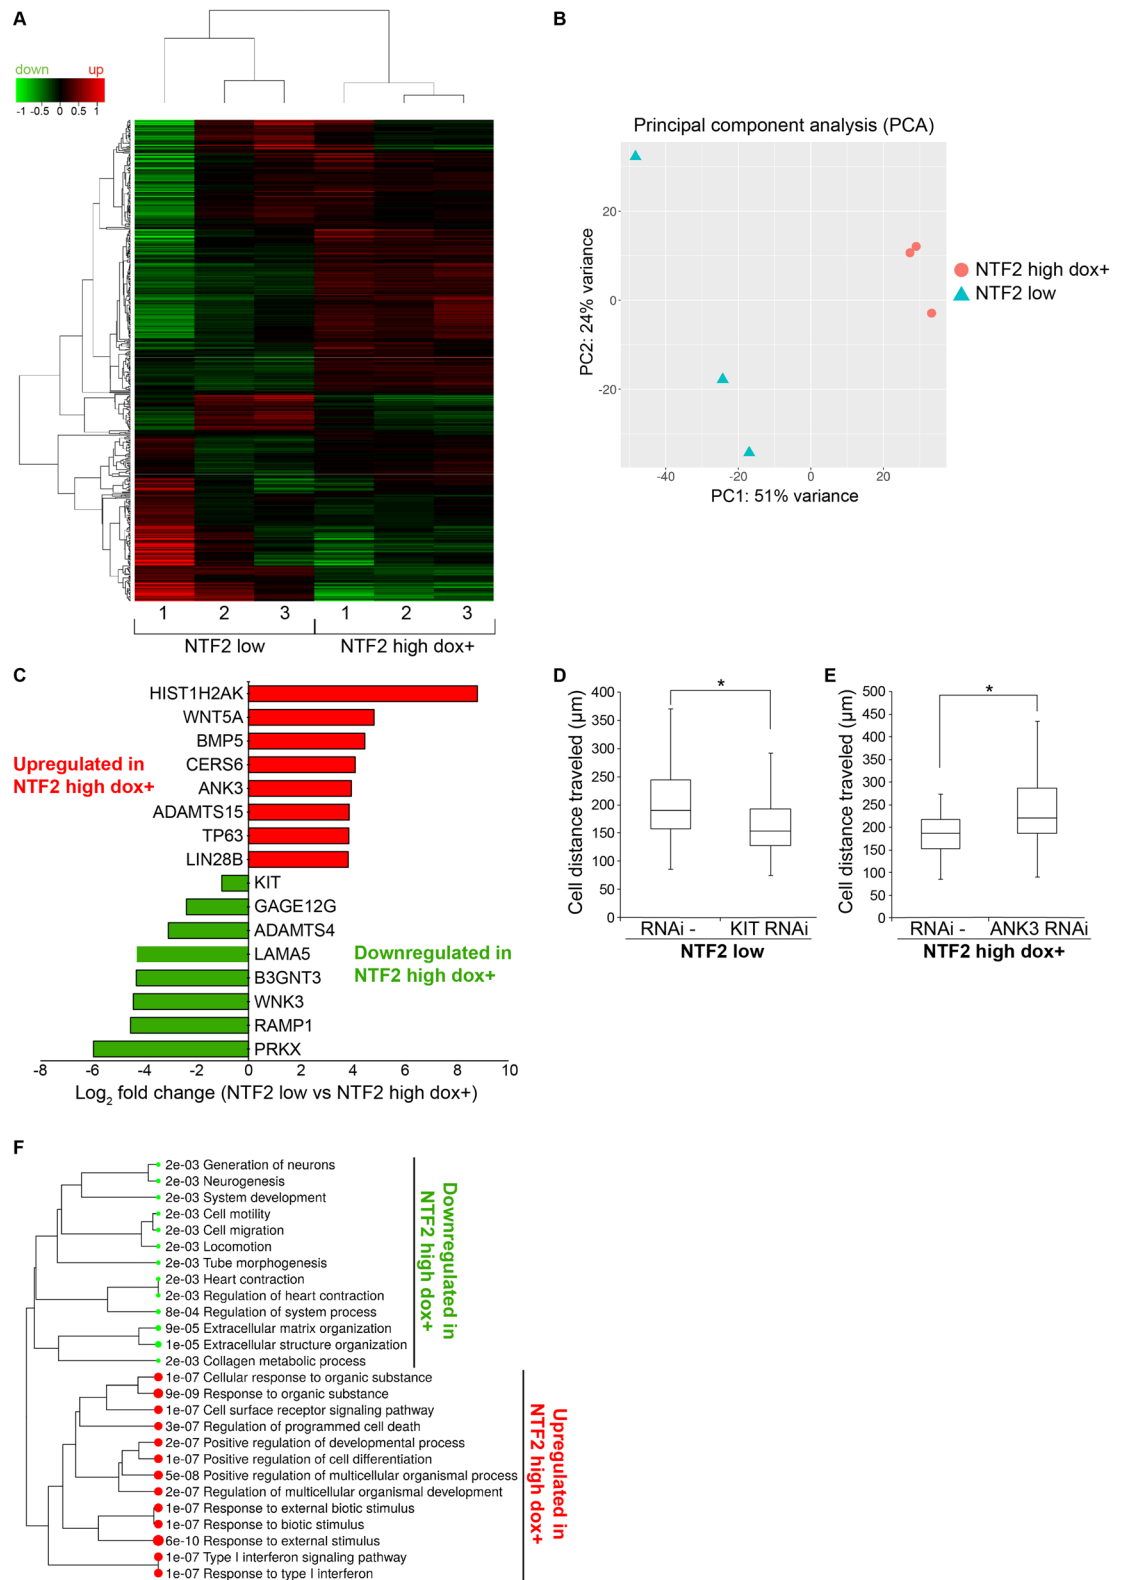 A
down up
-1 -0.5 0 0.5 1
1 2 3 1 2 3
NTF2 low NTF2 high dox+
B
Principal component analysis (PCA)
20
0
-20
PC2: 24% variance
-40 -20 0 20
PC1: 51% variance
NTF2 high dox+
NTF2 low
C
HIST1H2AK
WNT5A
BMP5
CERS6
ANK3
ADAMTS15
TP63
LIN28B
Upregulated in
NTF2 high dox+
KIT
GAGE12G
ADAMTS4
LAMA5
B3GNT3
WNK3
RAMP1
PRKX
Downregulated in
NTF2 high dox+
-8 -6 -4 -2 0 2 4 6 8 10
Log2 fold change (NTF2 low vs NTF2 high dox+)
D
Cell distance traveled (µm)
400
350
300
250
200
150
100
50
0
*
RNAi - KIT RNAi
NTF2 low
E
Cell distance traveled (µm)
500
450
400
350
300
250
200
150
100
50
0
*
RNAi - ANK3 RNAi
NTF2 high dox+
F
2e-03 Generation of neurons
2e-03 Neurogenesis
2e-03 System development
2e-03 Cell motility
2e-03 Cell migration
2e-03 Locomotion
2e-03 Tube morphogenesis
2e-03 Heart contraction
2e-03 Regulation of heart contraction
8e-04 Regulation of system process
9e-05 Extracellular matrix organization
1e-05 Extracellular structure organization
2e-03 Collagen metabolic process
Downregulated in
NTF2 high dox+
1e-07 Cellular response to organic substance
9e-09 Response to organic substance
1e-07 Cell surface receptor signaling pathway
3e-07 Regulation of programmed cell death
2e-07 Positive regulation of developmental process
1e-07 Positive regulation of cell differentiation
5e-08 Positive regulation of multicellular organismal process
2e-07 Regulation of multicellular organismal development
1e-07 Response to external biotic stimulus
1e-07 Response to biotic stimulus
6e-10 Response to external stimulus
1e-07 Type I interferon signaling pathway
1e-07 Response to type I interferon
Upregulated in
NTF2 high dox+